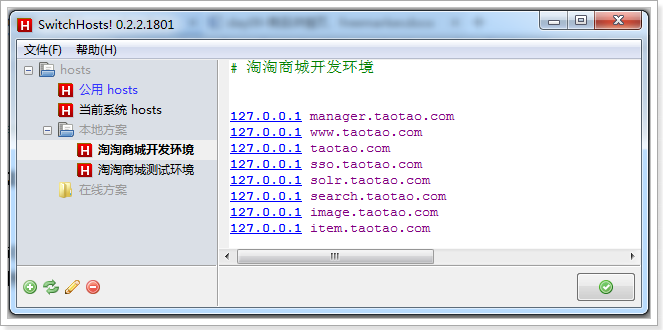 SwitchHosts! 0.2.2.1801
文件(F) 帮助(H)
hosts
公用 hosts
当前系统 hosts
本地方案
淘淘商城开发环境
淘淘商城测试环境
在线方案
# 淘淘商城开发环境
127.0.0.1 manager.taotao.com
127.0.0.1 www.taotao.com
127.0.0.1 taotao.com
127.0.0.1 sso.taotao.com
127.0.0.1 solr.taotao.com
127.0.0.1 search.taotao.com
127.0.0.1 image.taotao.com
127.0.0.1 item.taotao.com